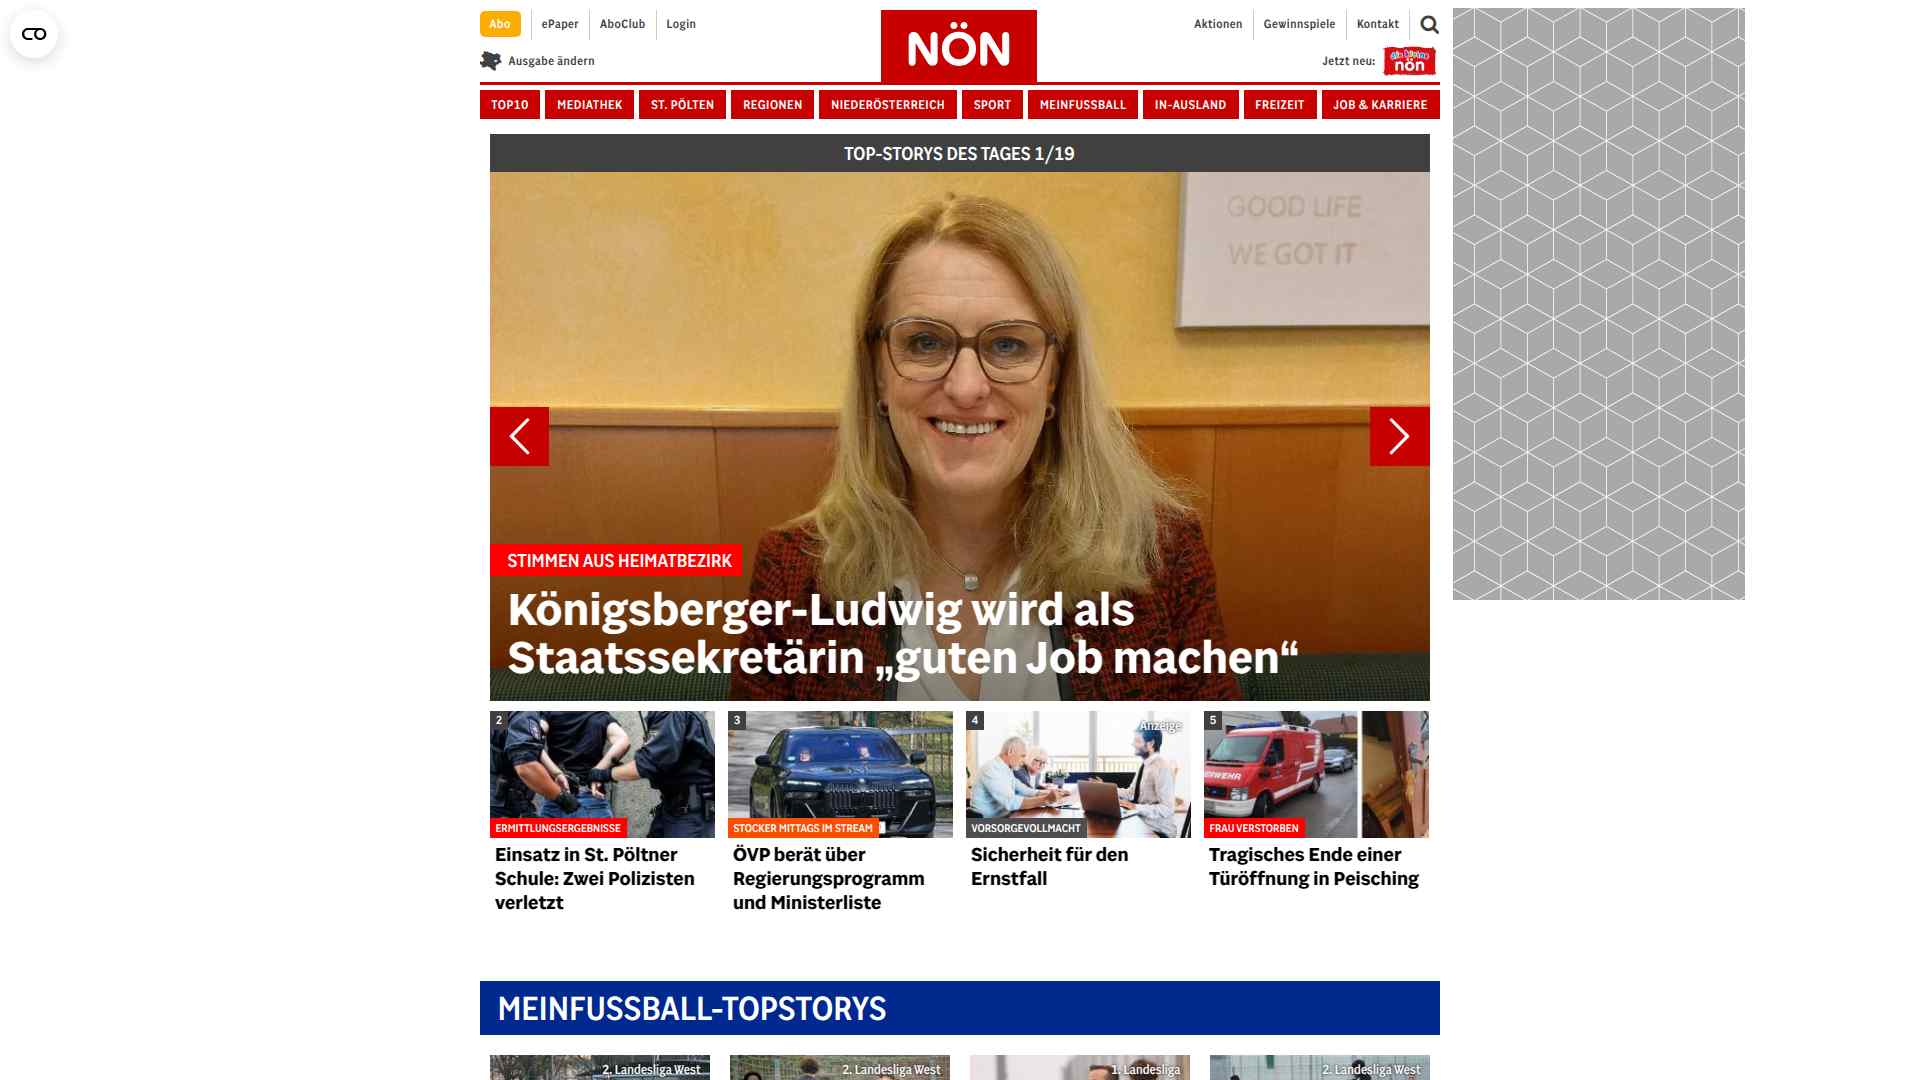 Abo
ePaper
AboClub
Login
NÖN
Aktionen
Gewinnspiele
Kontakt
Ausgabe ändern
Jetzt neu:
die kleine
nön
TOP10
MEDIATHEK
ST. PÖLTEN
REGIONEN
NIEDERÖSTERREICH
SPORT
MEINFUSSBALL
IN-AUSLAND
FREIZEIT
JOB & KARRIERE
TOP-STORYS DES TAGES 1/19
GOOD LIFE
WE GOT IT
STIMMEN AUS HEIMATBEZIRK
Königsberger-Ludwig wird als
Staatssekretärin „guten Job machen“
2
ERMITTLUNGSERGEBNISSE
Einsatz in St. Pöltner
Schule: Zwei Polizisten
verletzt
3
STOCKER MITTAGS IM STREAM
ÖVP berät über
Regierungsprogramm
und Ministerliste
4
Anzeige
VORSORGEVOLLMACHT
Sicherheit für den
Ernstfall
5
FRAU VERSTORBEN
Tragisches Ende einer
Türöffnung in Peisching
MEINFUSSBALL-TOPSTORYS
2. Landesliga West
2. Landesliga West
1. Landesliga
2. Landesliga West